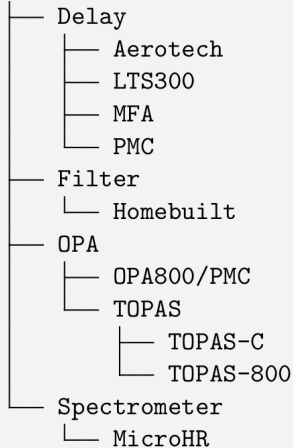 Delay
Aerotech
LTS300
MFA
PMC
Filter
Homebuilt
OPA
OPA800/PMC
TOPAS
TOPAS-C
TOPAS-800
Spectrometer
MicroHR